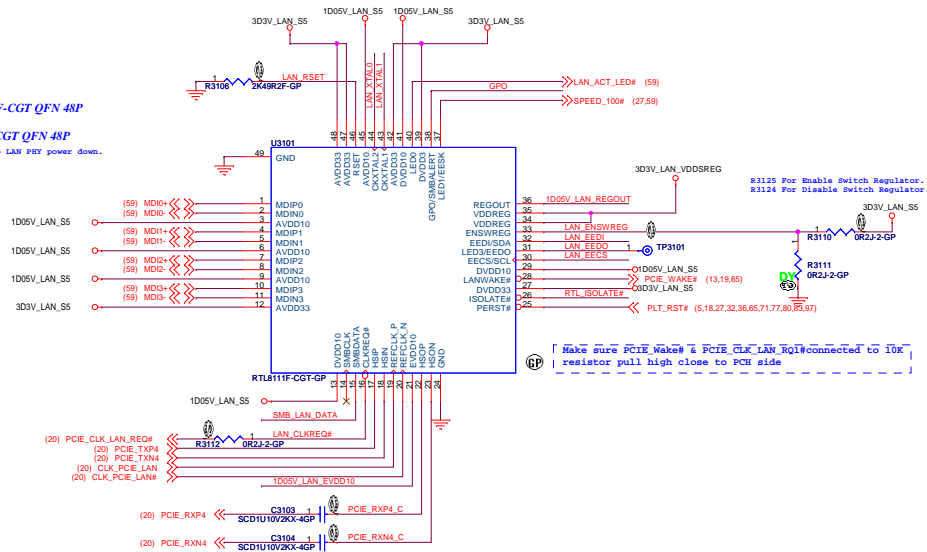 3D3V_LAN_S5
1D05V_LAN_S5
1D05V_LAN_S5
3D3V_LAN_S5
1
R3106
2K49R2F-GP
LAN_RSET
LAN_XTAL0
LAN_XTAL1
LAN_ACT_LED# (59)
GPO
SPEED_100# (27,59)
F-CGT QFN 48P
CGT QFN 48P
LAN PHY power down.
U3101
48 AVDD33
47 AVDD33
46 RSET
45 AVDD10
44 CKXTAL2
43 CKXTAL1
42 AVDD33
41 DVDD10
40 LED0
39 DVDD3
38 GPO/SMBALERT
37 LED1/EESK
49 GND
(59) MDI0+ 1 MDIP0
(59) MDI0- 2 MDIN0
1D05V_LAN_S5 3 AVDD10
(59) MDI1+ 4 MDIP1
(59) MDI1- 5 MDIN1
1D05V_LAN_S5 6 AVDD10
(59) MDI2+ 7 MDIP2
(59) MDI2- 8 MDIN2
1D05V_LAN_S5 9 AVDD10
(59) MDI3+ 10 MDIP3
(59) MDI3- 11 MDIN3
3D3V_LAN_S5 12 AVDD33
REGOUT 36 1D05V_LAN_REGOUT
VDDREG 35
VDDREG 34
ENSWREG 33 LAN_ENSWREG
EEDI/SDA 32 LAN_EEDI
LED3/EEDO 31 LAN_EEDO
EECS/SCL 30 LAN_EECS
DVDD10 29 1D05V_LAN_S5
LANWAKE# 28 PCIE_WAKE# (13,19,65)
DVDD33 27 3D3V_LAN_S5
ISOLATE# 26 RTL_ISOLATE#
PERST# 25 PLT_RST# (5,18,27,32,36,65,71,77,80,83,97)
TP3101
3D3V_LAN_VDDSREG
R3125 For Enable Switch Regulator.
R3124 For Disable Switch Regulator.
3D3V_LAN_S5
1
R3110
0R2J-2-GP
1
R3111
0R2J-2-GP
DY
GP
Make sure PCIE_Wake# & PCIE_CLK_LAN_RQ1#connected to 10K
resistor pull high close to PCH side
RTL8111F-CGT-GP
13 DVDD10
14 SMBCLK
15 SMBDATA
16 CLKREQ#
17 HSIP
18 HSIN
19 REFCLK_P
20 REFCLK_N
21 EVDD10
22 HSOP
23 HSON
24 GND
1D05V_LAN_S5
SMB_LAN_DATA
(20) PCIE_CLK_LAN_REQ#
R3112
1
0R2J-2-GP
LAN_CLKREQ#
(20) PCIE_TXP4
(20) PCIE_TXN4
(20) CLK_PCIE_LAN
(20) CLK_PCIE_LAN#
1D05V_LAN_EVDD10
(20) PCIE_RXP4
C3103
1
SCD1U10V2KX-4GP
PCIE_RXP4_C
(20) PCIE_RXN4
C3104
1
SCD1U10V2KX-4GP
PCIE_RXN4_C